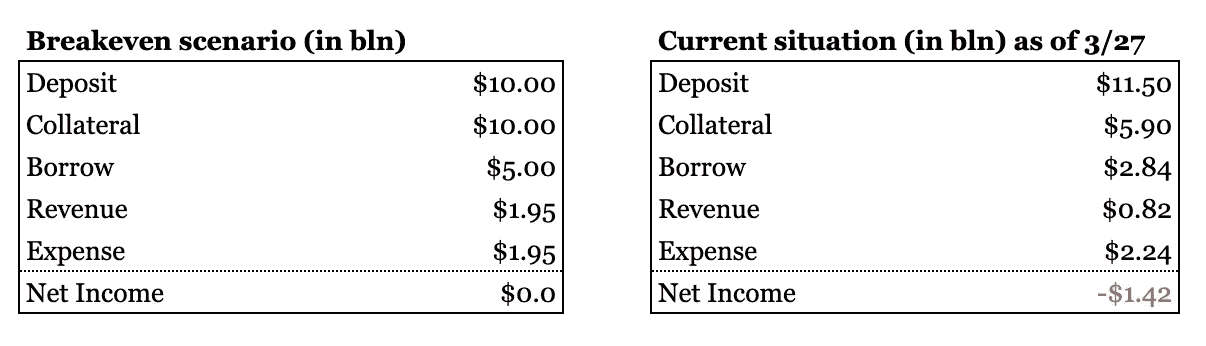 Breakeven scenario (in bln)
Deposit $10.00
Collateral $10.00
Borrow $5.00
Revenue $1.95
Expense $1.95
Net Income $0.0
Current situation (in bln) as of 3/27
Deposit $11.50
Collateral $5.90
Borrow $2.84
Revenue $0.82
Expense $2.24
Net Income -$1.42